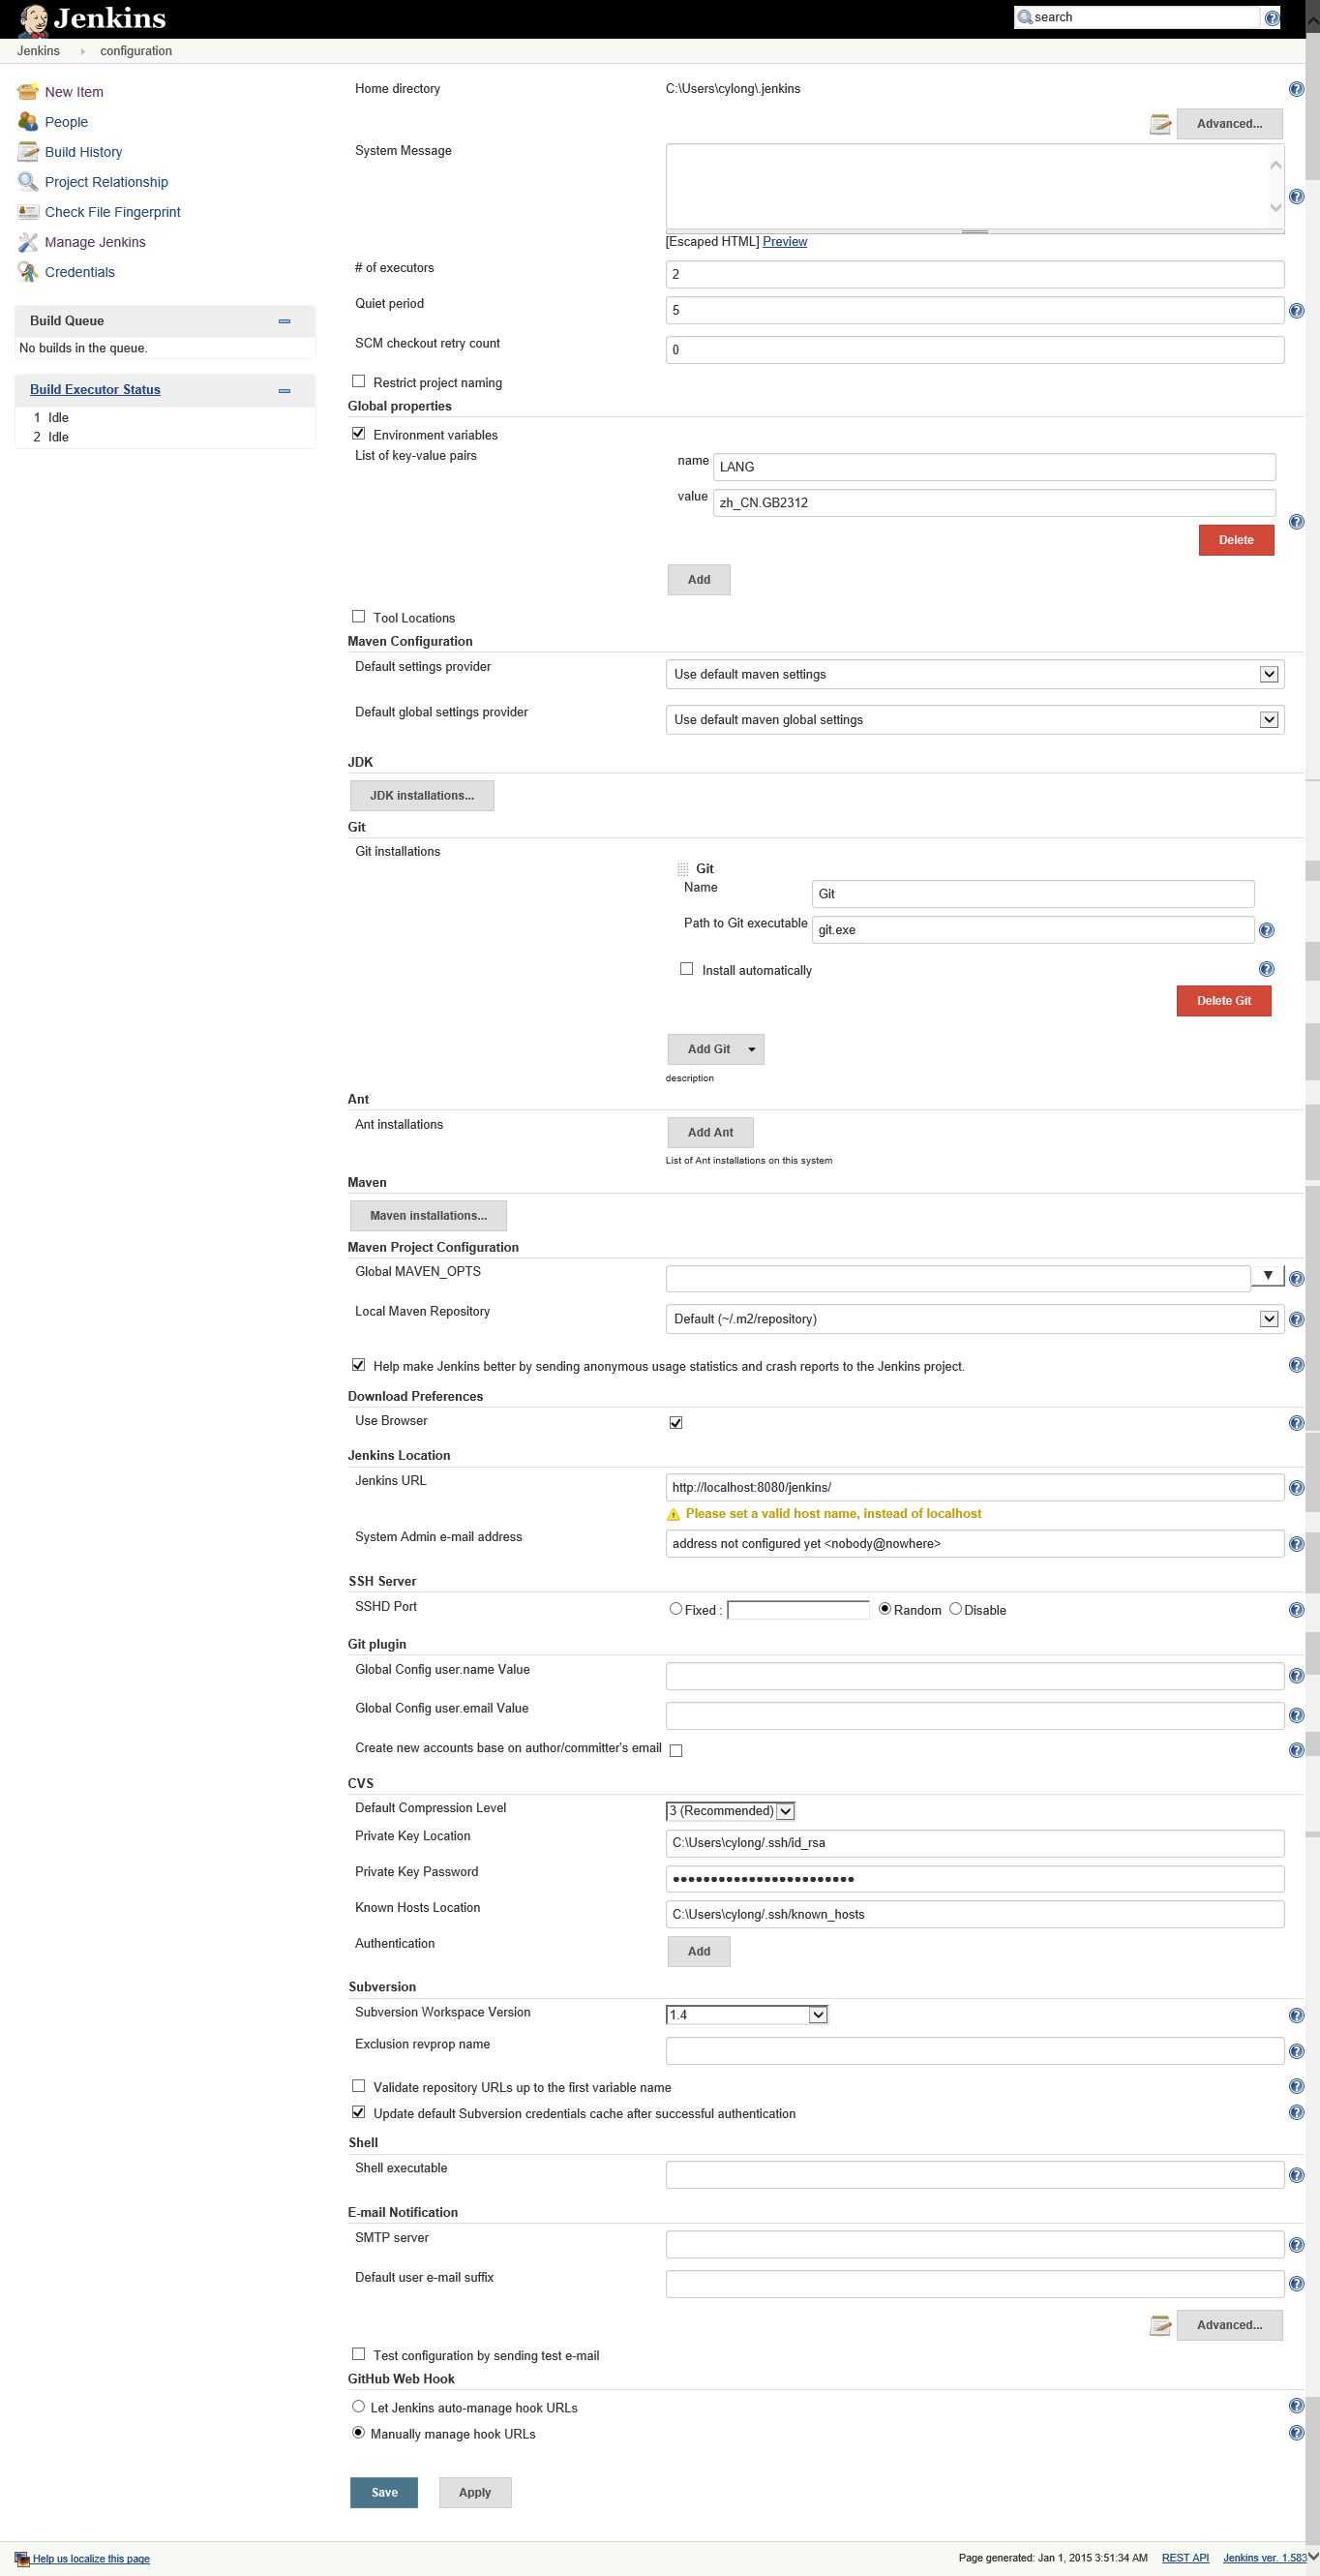 Jenkins
search
Jenkins configuration
New Item
People
Build History
Project Relationship
Check File Fingerprint
Manage Jenkins
Credentials
Build Queue
No builds in the queue.
Build Executor Status
1 Idle
2 Idle
Home directory C:\Users\cylong\.jenkins
Advanced...
System Message
[Escaped HTML] Preview
# of executors 2
Quiet period 5
SCM checkout retry count 0
Restrict project naming
Global properties
Environment variables
List of key-value pairs name LANG
value zh_CN.GB2312
Delete
Add
Tool Locations
Maven Configuration
Default settings provider Use default maven settings
Default global settings provider Use default maven global settings
JDK
JDK installations...
Git
Git installations
Git
Name Git
Path to Git executable git.exe
Install automatically
Delete Git
Add Git
description
Ant
Ant installations Add Ant
List of Ant installations on this system
Maven
Maven installations...
Maven Project Configuration
Global MAVEN_OPTS
Local Maven Repository Default (~/.m2/repository)
Help make Jenkins better by sending anonymous usage statistics and crash reports to the Jenkins project.
Download Preferences
Use Browser
Jenkins Location
Jenkins URL http://localhost:8080/jenkins/
Please set a valid host name, instead of localhost
System Admin e-mail address address not configured yet <nobody@nowhere>
SSH Server
SSHD Port Fixed : Random Disable
Git plugin
Global Config user.name Value
Global Config user.email Value
Create new accounts base on author/committer's email
CVS
Default Compression Level 3 (Recommended)
Private Key Location C:\Users\cylong/.ssh/id_rsa
Private Key Password ••••••••••••••••••••••••
Known Hosts Location C:\Users\cylong/.ssh/known_hosts
Authentication Add
Subversion
Subversion Workspace Version 1.4
Exclusion revprop name
Validate repository URLs up to the first variable name
Update default Subversion credentials cache after successful authentication
Shell
Shell executable
E-mail Notification
SMTP server
Default user e-mail suffix
Advanced...
Test configuration by sending test e-mail
GitHub Web Hook
Let Jenkins auto-manage hook URLs
Manually manage hook URLs
Save Apply
Help us localize this page Page generated: Jan 1, 2015 3:51:34 AM REST API Jenkins ver. 1.583